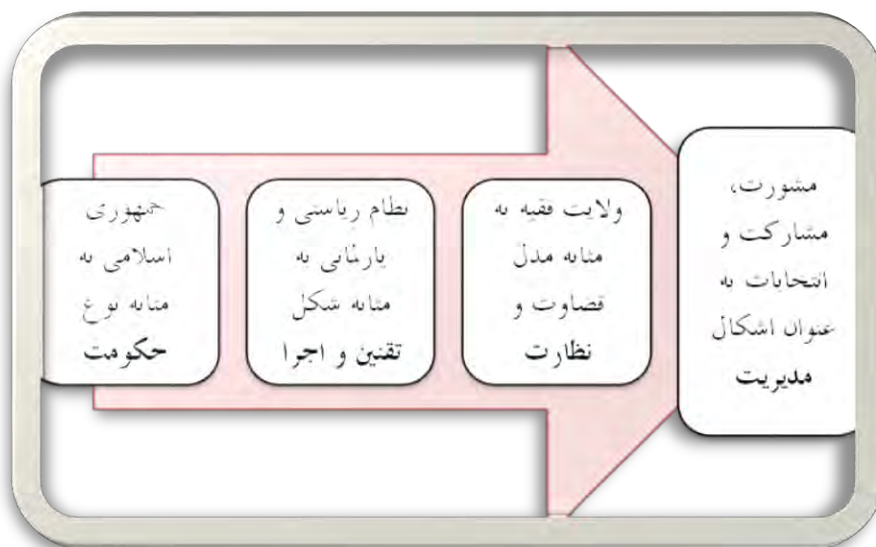 مشورت،
مشارکت و
انتخابات به
عنوان اشکال
مدیریت
ولایت فقیه به
مثابه مدل
قضاوت و
نظارت
نظام ریاستی و
پارلمانی به
مثابه شکل
تقنین و اجرا
جمهوری
اسلامی به
مثابه نوع
حکومت